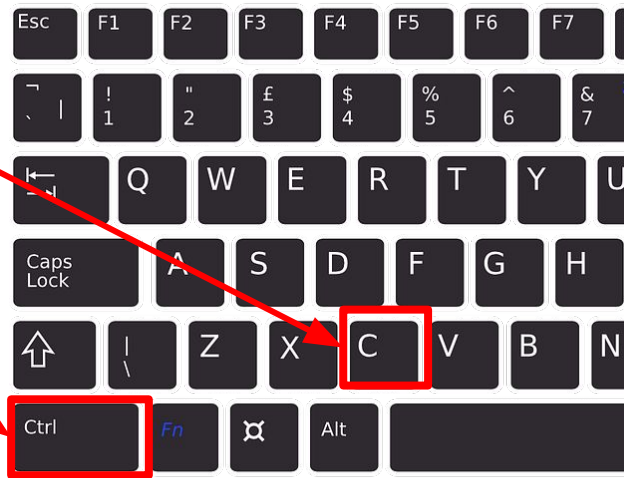 Esc F1 F2 F3 F4 F5 F6 F7
¬ ! " £ $ % ^ &
` | 1 2 3 4 5 6 7
Q W E R T Y U
Caps
Lock A S D F G H
| Z X C V B N
\
Ctrl Fn ¤ Alt